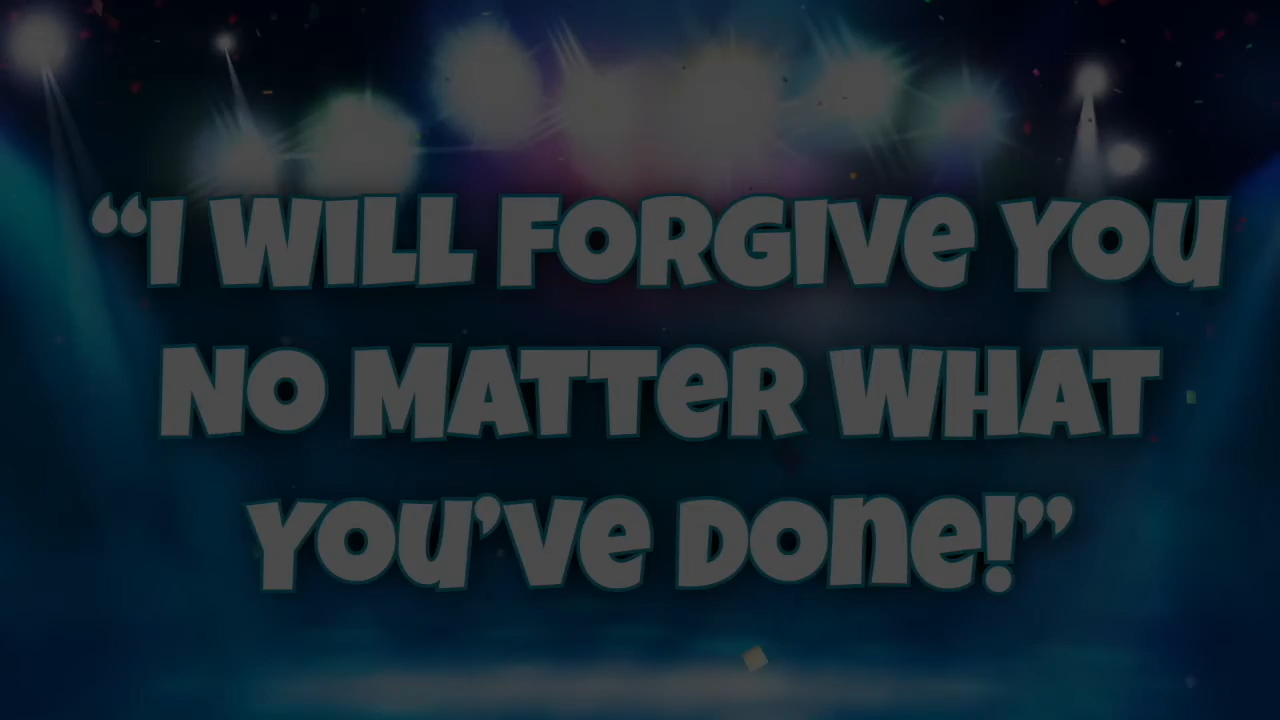 “I WILL FORGIVE YOU
NO MATTER WHAT
YOU’VE DONE!”